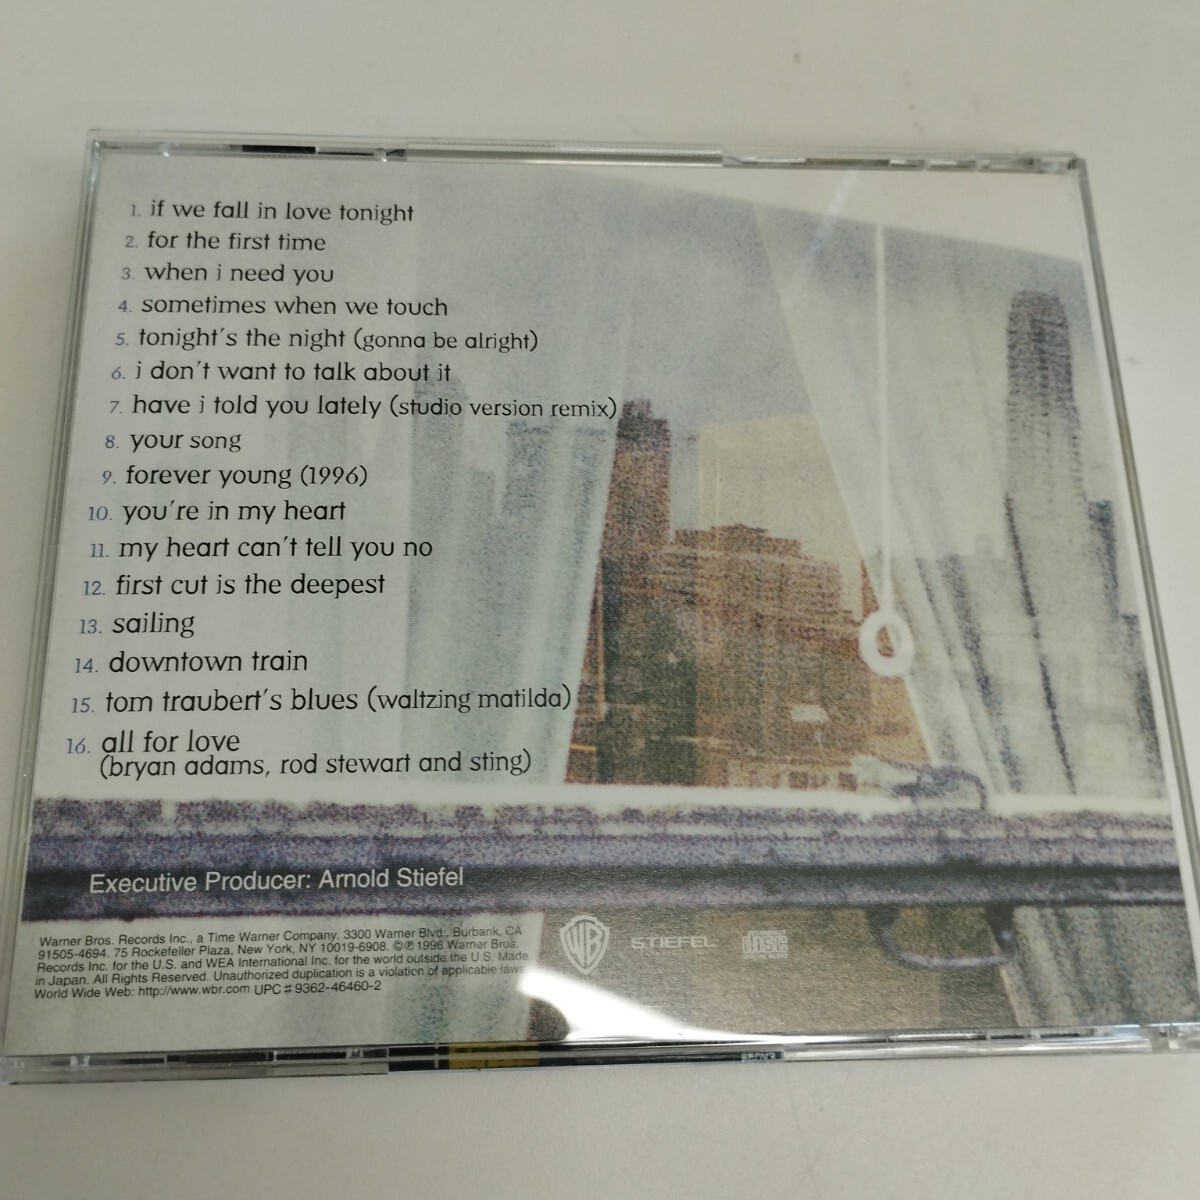 1. if we fall in love tonight
2. for the first time
3. when i need you
4. sometimes when we touch
5. tonight's the night (gonna be alright)
6. i don't want to talk about it
7. have i told you lately (studio version remix)
8. your song
9. forever young (1996)
10. you're in my heart
11. my heart can't tell you no
12. first cut is the deepest
13. sailing
14. downtown train
15. tom traubert's blues (waltzing matilda)
16. all for love
(bryan adams, rod stewart and sting)
Executive Producer: Arnold Stiefel
Warner Bros. Records Inc., a Time Warner Company. 3300 Warner Blvd., Burbank, CA
91505-4694. 75 Rockefeller Plaza, New York, NY 10019-6908. ©℗1996 Warner Bros.
Records Inc. for the U.S. and WEA International Inc. for the world outside the U.S. Made
in Japan. All Rights Reserved. Unauthorized duplication is a violation of applicable laws.
World Wide Web: http://www.wbr.com UPC# 9362-46460-2
WB
STIEFEL
disc